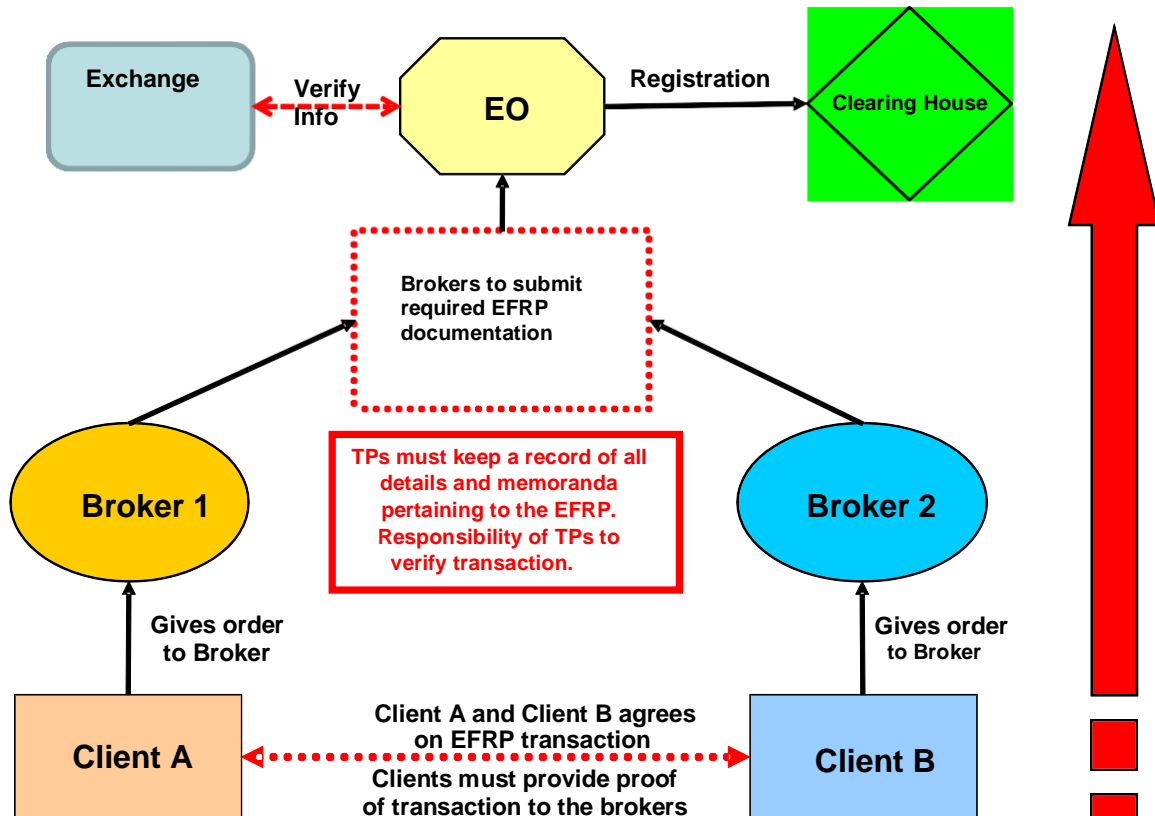 Exchange
Verify
Info
EO
Registration
Clearing House
Brokers to submit
required EFRP
documentation
Broker 1
TPs must keep a record of all
details and memoranda
pertaining to the EFRP.
Responsibility of TPs to
verify transaction.
Broker 2
Gives order
to Broker
Gives order
to Broker
Client A
Client A and Client B agrees
on EFRP transaction
Clients must provide proof
of transaction to the brokers
Client B